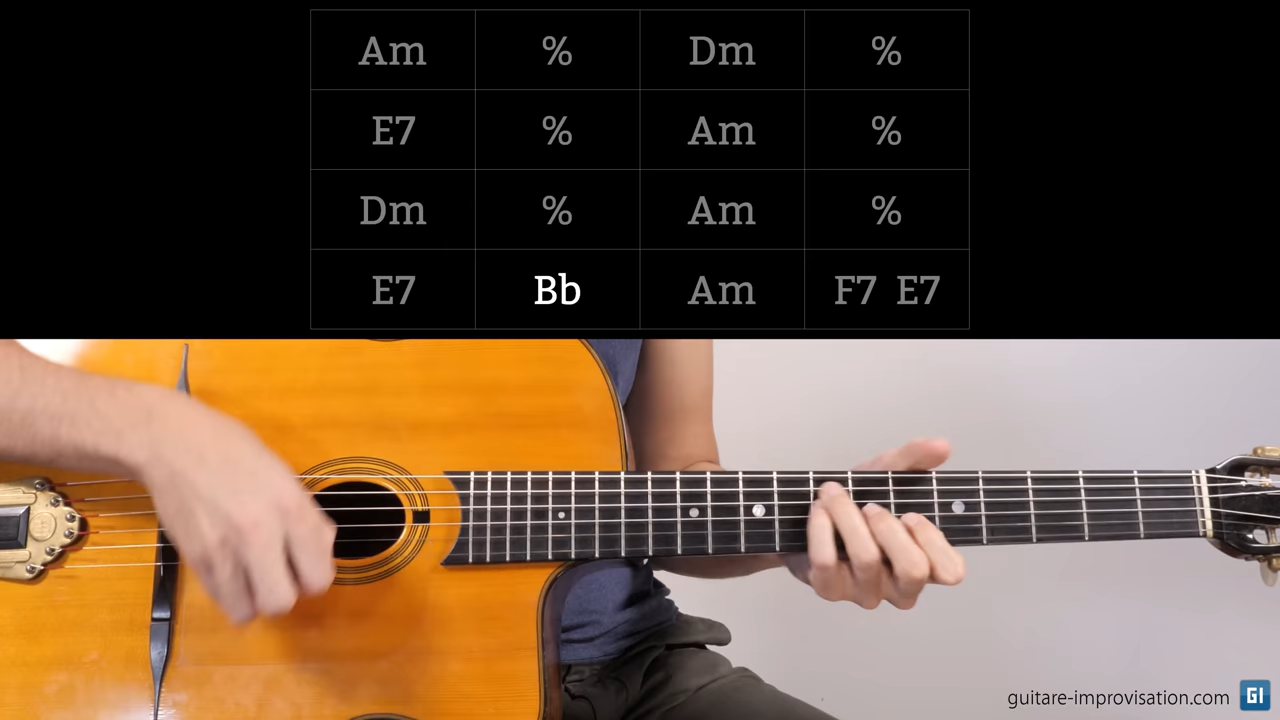 Am % Dm %
E7 % Am %
Dm % Am %
E7 Bb Am F7 E7
guitare-improvisation.com GI